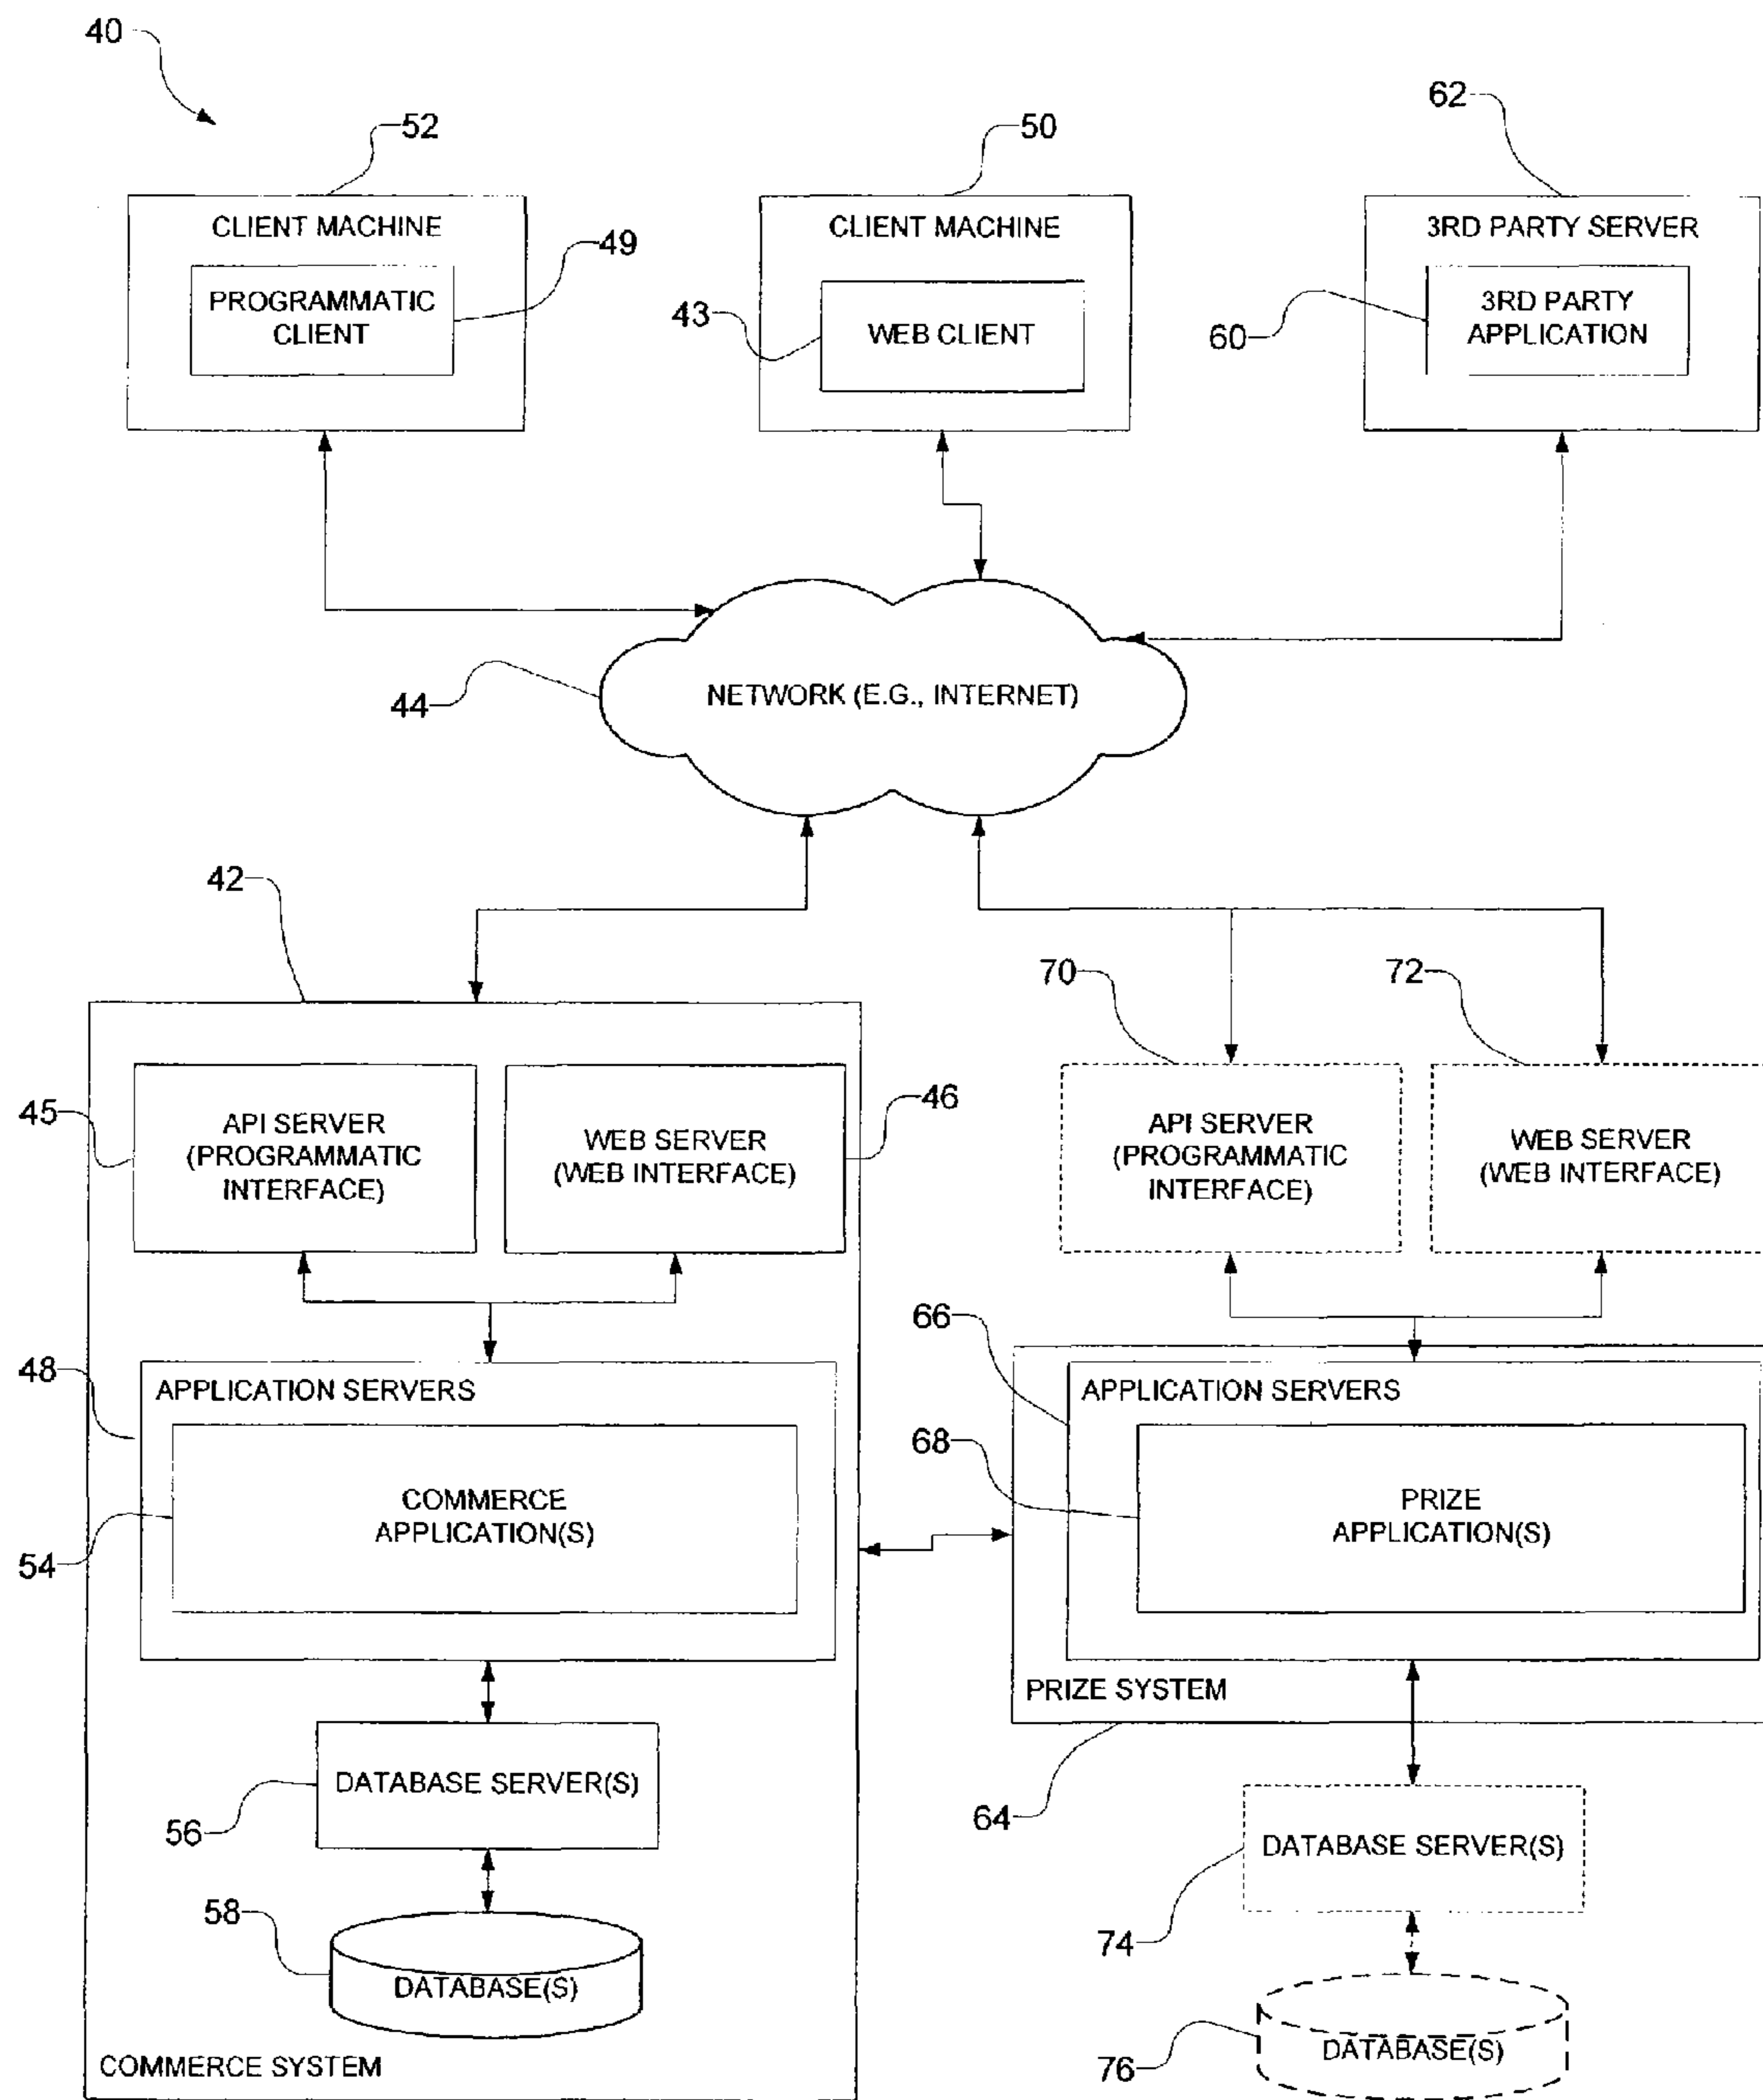 40
52
50
62
CLIENT MACHINE
CLIENT MACHINE
3RD PARTY SERVER
49
PROGRAMMATIC
CLIENT
43
WEB CLIENT
60
3RD PARTY
APPLICATION
44
NETWORK (E.G., INTERNET)
42
70
72
45
API SERVER
(PROGRAMMATIC
INTERFACE)
WEB SERVER
(WEB INTERFACE)
46
API SERVER
(PROGRAMMATIC
INTERFACE)
WEB SERVER
(WEB INTERFACE)
48
APPLICATION SERVERS
66
APPLICATION SERVERS
54
COMMERCE
APPLICATION(S)
68
PRIZE
APPLICATION(S)
PRIZE SYSTEM
56
DATABASE SERVER(S)
64
DATABASE SERVER(S)
74
58
DATABASE(S)
76
DATABASE(S)
COMMERCE SYSTEM